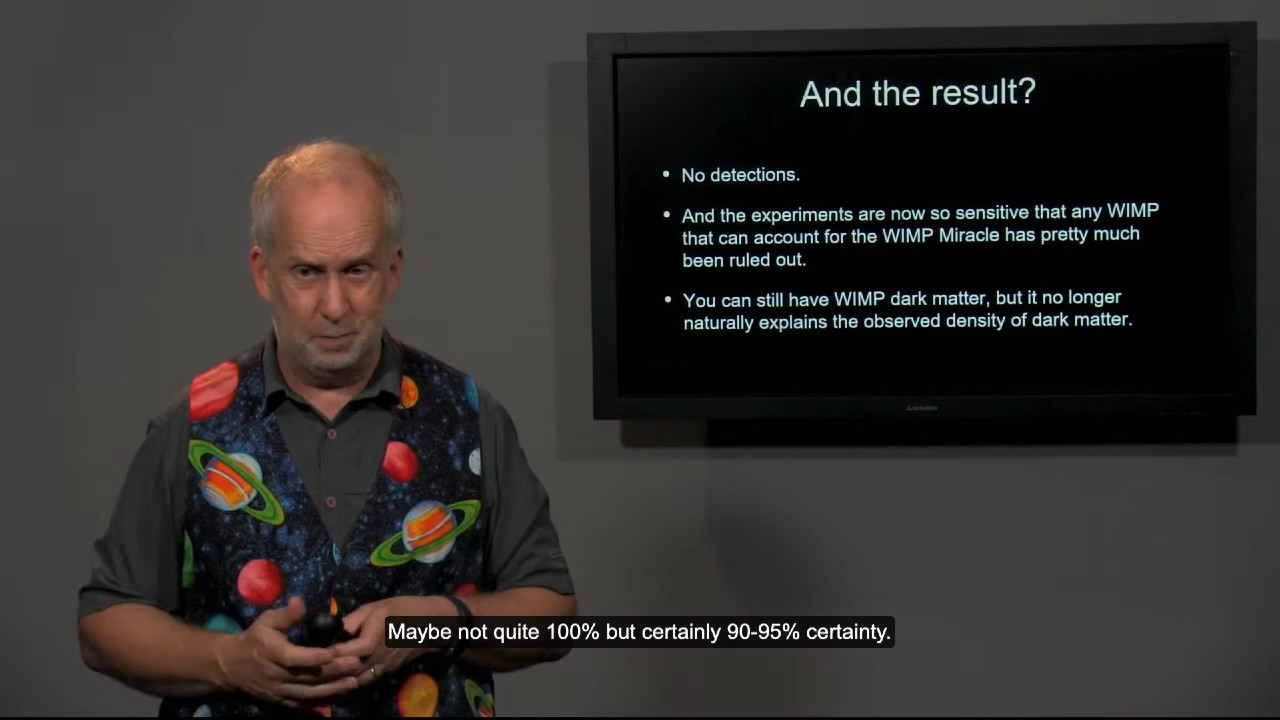 And the result?
• No detections.
• And the experiments are now so sensitive that any WIMP
that can account for the WIMP Miracle has pretty much
been ruled out.
• You can still have WIMP dark matter, but it no longer
naturally explains the observed density of dark matter.
Maybe not quite 100% but certainly 90-95% certainty.